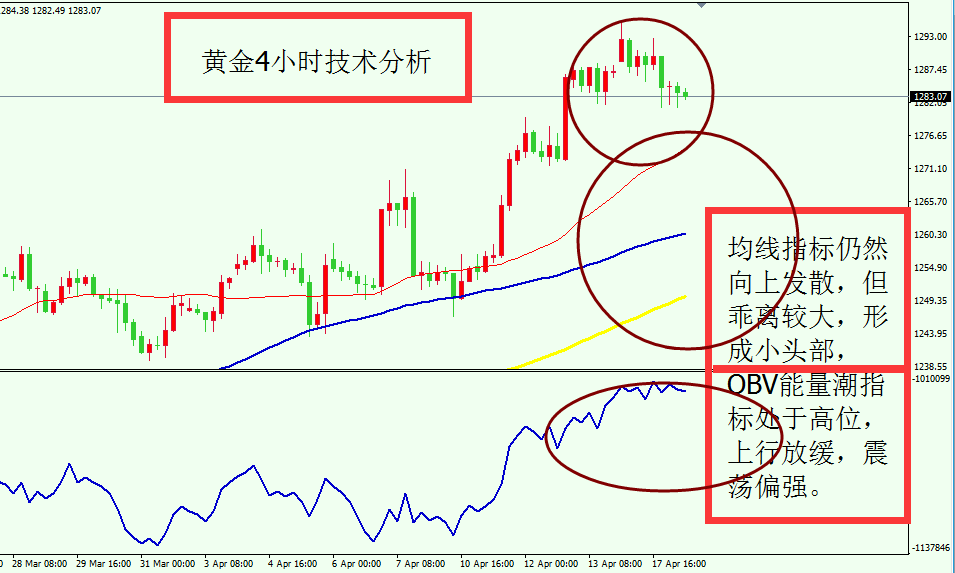 284.38 1282.49 1283.07
黄金4小时技术分析
1293.00
1287.45
1283.07
1282.05
1276.65
1271.10
1265.70
1260.30
1254.90
1249.35
1243.95
1238.55
均线指标仍然
向上发散，但
乖离较大，形
成小头部，
OBV能量潮指
标处于高位，
上行放缓，震
荡偏强。
-1010099
-1137846
28 Mar 08:00
29 Mar 16:00
31 Mar 00:00
3 Apr 08:00
4 Apr 16:00
6 Apr 00:00
7 Apr 08:00
10 Apr 16:00
12 Apr 00:00
13 Apr 08:00
17 Apr 16:00